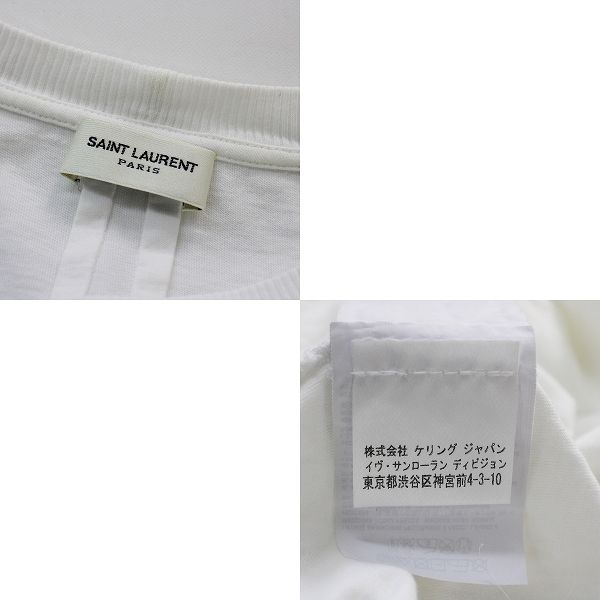 SAINT LAURENT
PARIS
株式会社 ケリング ジャパン
イヴ・サンローラン ディビジョン
東京都渋谷区神宮前4-3-10